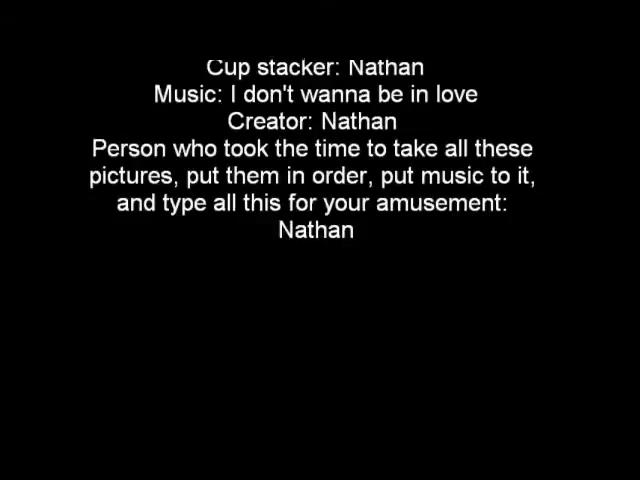 Cup stacker: Nathan
Music: I don't wanna be in love
Creator: Nathan
Person who took the time to take all these
pictures, put them in order, put music to it,
and type all this for your amusement:
Nathan